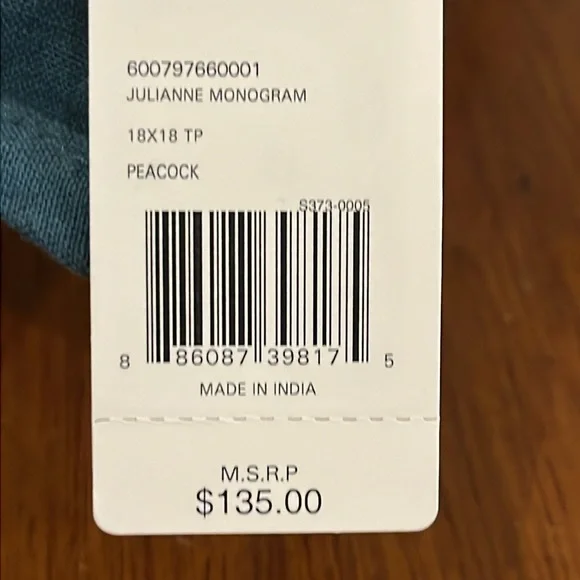 600797660001
JULIANNE MONOGRAM
18X18 TP
PEACOCK
S373-0005
8 86087 39817 5
MADE IN INDIA
M.S.R.P
$135.00